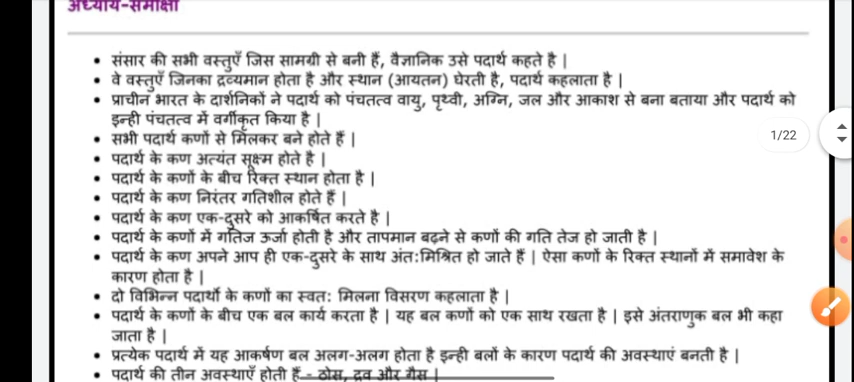 अध्याय-समीक्षा
• संसार की सभी वस्तुएँ जिस सामग्री से बनी हैं, वैज्ञानिक उसे पदार्थ कहते है |
• वे वस्तुएँ जिनका द्रव्यमान होता है और स्थान (आयतन) घेरती है, पदार्थ कहलाता है |
• प्राचीन भारत के दार्शनिकों ने पदार्थ को पंचतत्व वायु, पृथ्वी, अग्नि, जल और आकाश से बना बताया और पदार्थ को
इन्ही पंचतत्व में वर्गीकृत किया है |
• सभी पदार्थ कणों से मिलकर बने होते हैं |
1/22
• पदार्थ के कण अत्यंत सूक्ष्म होते है |
• पदार्थ के कणों के बीच रिक्त स्थान होता है |
• पदार्थ के कण निरंतर गतिशील होते हैं |
• पदार्थ के कण एक-दुसरे को आकर्षित करते है |
• पदार्थ के कणों में गतिज ऊर्जा होती है और तापमान बढ़ने से कणों की गति तेज हो जाती है |
• पदार्थ के कण अपने आप ही एक-दुसरे के साथ अंत:मिश्रित हो जाते हैं | ऐसा कणों के रिक्त स्थानों में समावेश के
कारण होता है |
• दो विभिन्न पदार्थो के कणों का स्वत: मिलना विसरण कहलाता है |
• पदार्थ के कणों के बीच एक बल कार्य करता है | यह बल कणों को एक साथ रखता है | इसे अंतराणुक बल भी कहा
जाता है |
• प्रत्येक पदार्थ में यह आकर्षण बल अलग-अलग होता है इन्ही बलों के कारण पदार्थ की अवस्थाएं बनती है |
• पदार्थ की तीन अवस्थाएँ होती हैं - ठोस, द्रव और गैस |